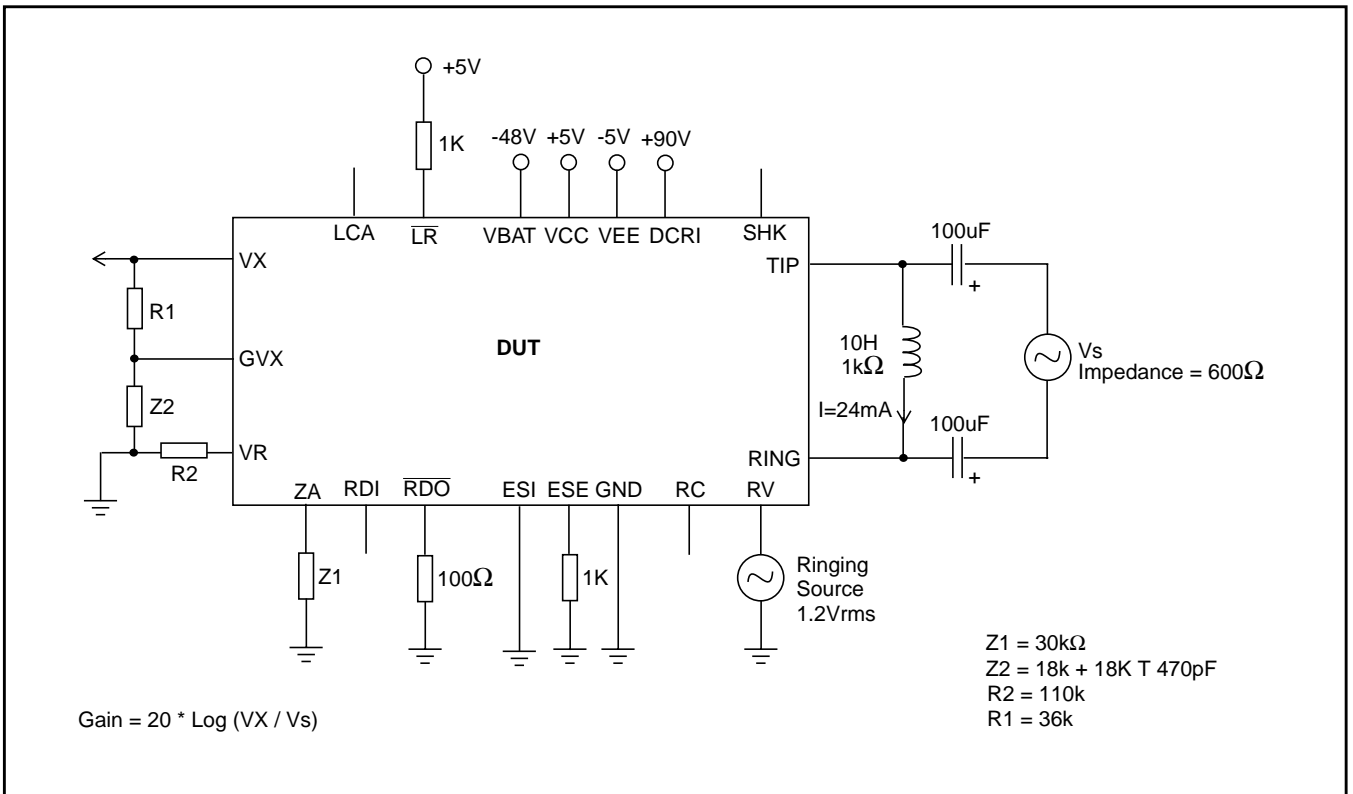 +5V
1K
-48V
+5V
-5V
+90V
LCA
LR
VBAT
VCC
VEE
DCRI
SHK
100uF
VX
TIP
+
R1
GVX
DUT
10H
1kΩ
Vs
Impedance = 600Ω
Z2
I=24mA
100uF
VR
R2
RING
+
ZA
RDI
RDO
ESI
ESE
GND
RC
RV
Z1
100Ω
1K
Ringing
Source
1.2Vrms
Z1 = 30kΩ
Z2 = 18k + 18K T 470pF
R2 = 110k
R1 = 36k
Gain = 20 * Log (VX / Vs)